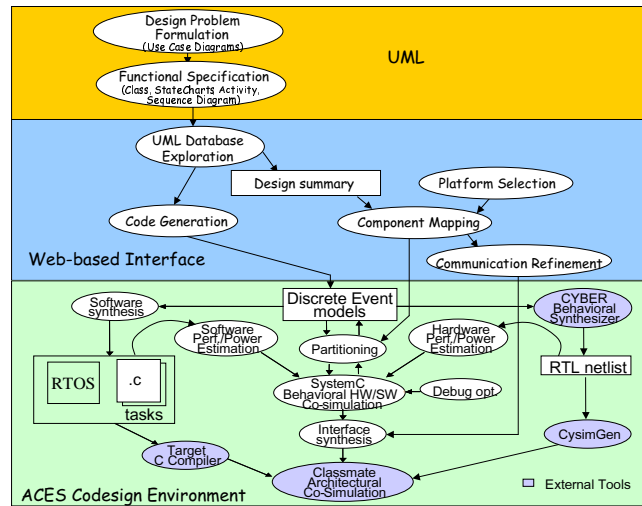 Design Problem
Formulation
(Use Case Diagrams)
UML
Functional Specification
(Class, StateCharts, Activity,
Sequence Diagram)
UML Database
Exploration
Design summary
Platform Selection
Code Generation
Component Mapping
Web-based Interface
Communication Refinement
Software
synthesis
Discrete Event
models
CYBER
Behavioral
Synthesizer
Software
Perf./Power
Estimation
Partitioning
Hardware
Perf./Power
Estimation
RTOS
.c
tasks
SystemC
Behavioral HW/SW
Co-simulation
Debug opt.
RTL netlist
Interface
synthesis
CysimGen
Target
C Compiler
Classmate
Architectural
Co-Simulation
External Tools
ACES Codesign Environment